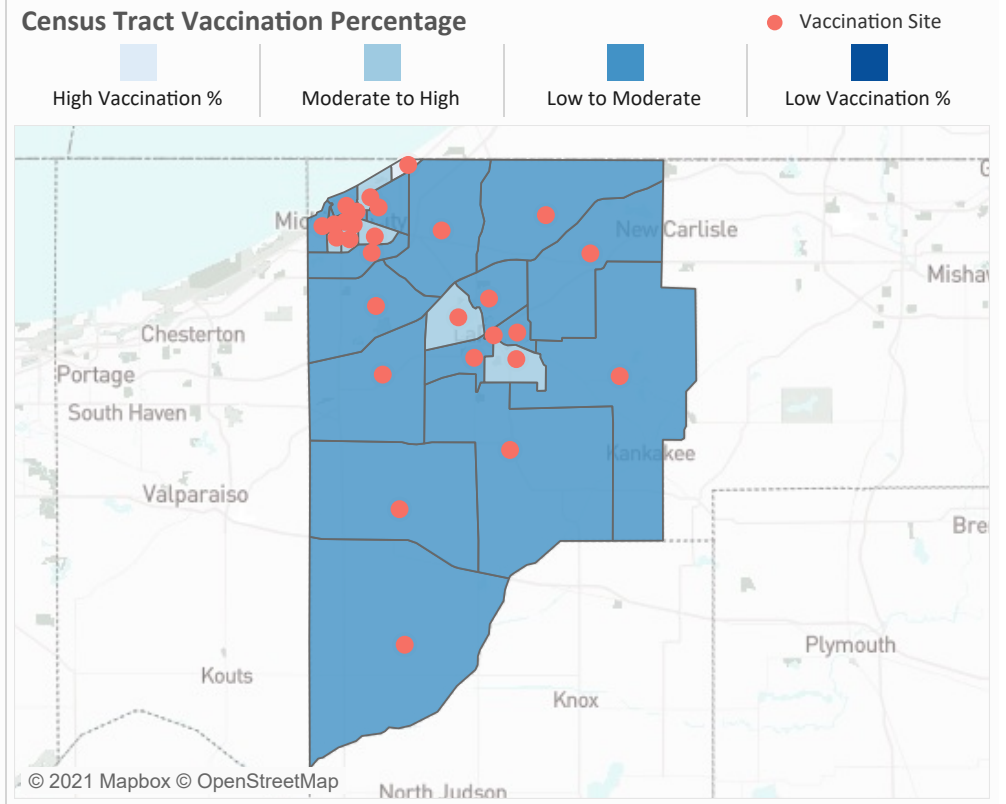 Census Tract Vaccination Percentage
Vaccination Site
High Vaccination %
Moderate to High
Low to Moderate
Low Vaccination %
New Carlisle
Chesterton
Portage
South Haven
Kankakee
Valparaiso
Plymouth
Kouts
Knox
© 2021 Mapbox © OpenStreetMap
North Judson